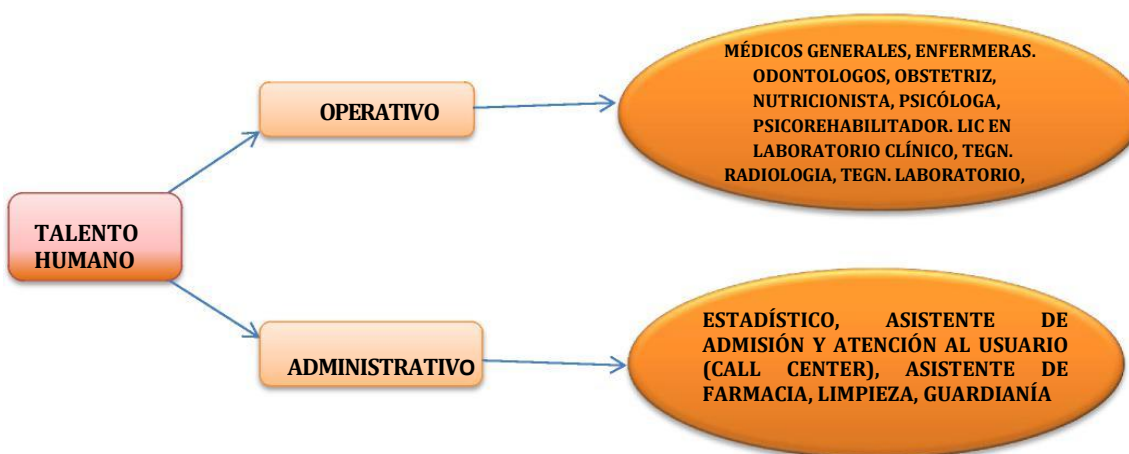 TALENTO
HUMANO
OPERATIVO
MÉDICOS GENERALES, ENFERMERAS.
ODONTOLOGOS, OBSTETRIZ,
NUTRICIONISTA, PSICÓLOGA,
PSICOREHABILITADOR. LIC EN
LABORATORIO CLÍNICO, TEGN.
RADIOLOGIA, TEGN. LABORATORIO,
ADMINISTRATIVO
ESTADÍSTICO, ASISTENTE DE
ADMISIÓN Y ATENCIÓN AL USUARIO
(CALL CENTER), ASISTENTE DE
FARMACIA, LIMPIEZA, GUARDIANÍA